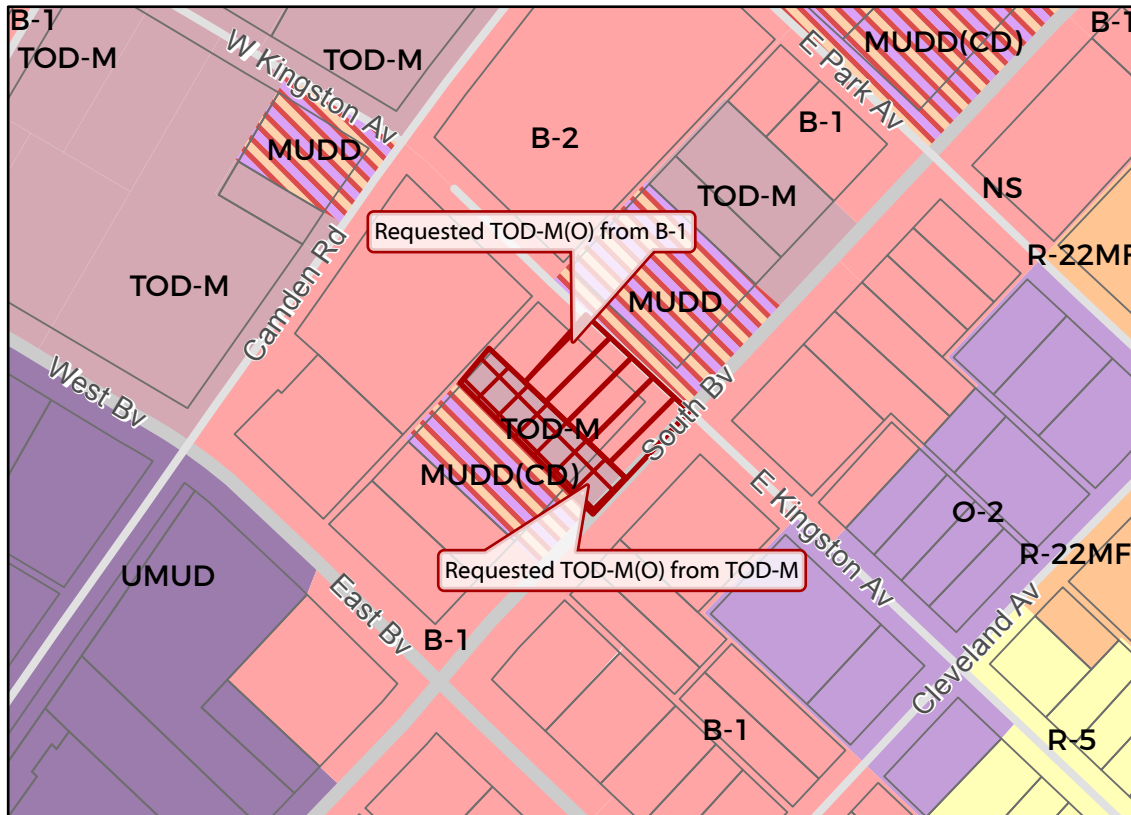 B-1
TOD-M
W Kingston Av
TOD-M
E Park Av
MUDD(CD)
B-1
MUDD
B-2
B-1
TOD-M
NS
Requested TOD-M(O) from B-1
R-22MF
TOD-M
Camden Rd
MUDD
West Bv
TOD-M
South Bv
MUDD(CD)
E Kingston Av
O-2
R-22MF
UMUD
Requested TOD-M(O) from TOD-M
East Bv
B-1
Cleveland Av
B-1
R-5